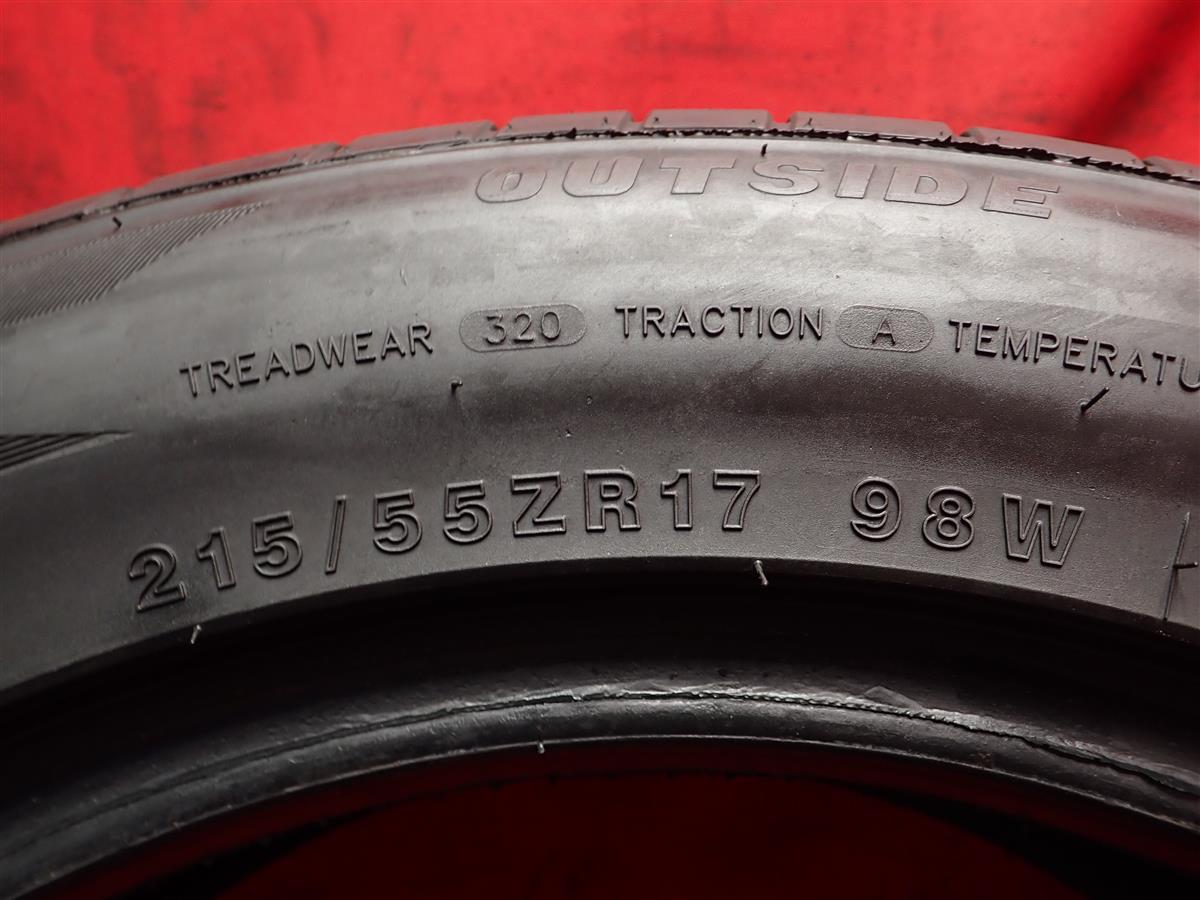 OUTSIDE
TREADWEAR 320 TRACTION A TEMPERATU
215/55ZR17 98W